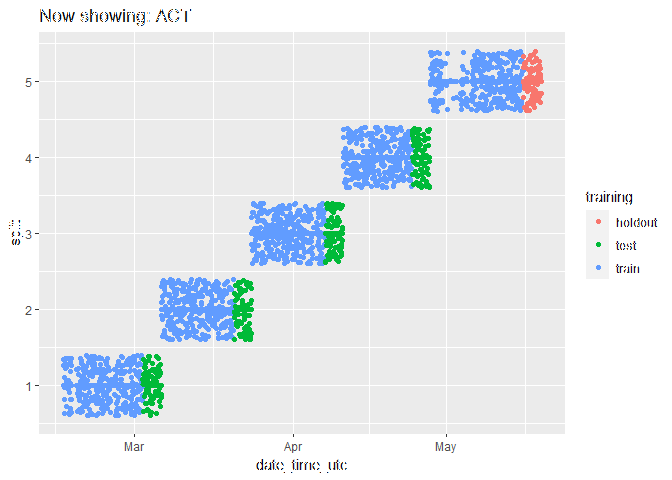 Now showing: ACT
5
4
split
3
2
1
Mar
Apr
May
date_time_utc
training
holdout
test
train